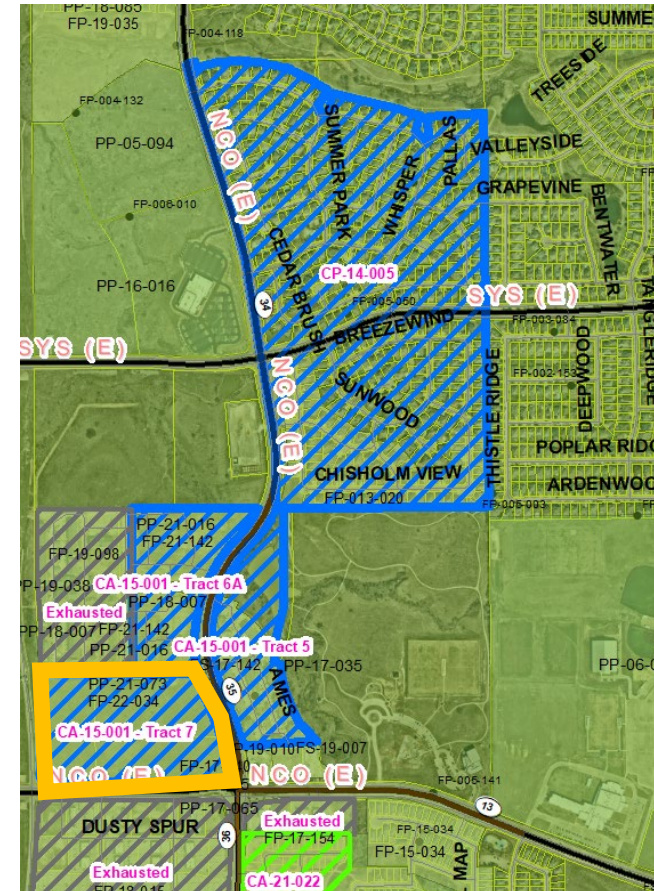 PP-18-085
FP-19-035
FP-004-118
SUMME
TREESIDE
FP-004-132
NCO (E)
SUMMER PARK
WHISPER
PALLAS
VALLEYSIDE
PP-05-094
GRAPEVINE
BENTWATER
FP-006-010
CEDAR BRUSH
CP-14-005
PP-16-016
34
FP-005-060
SYS (E)
TANGLERIDGE
BREEZEWIND
FP-003-084
SYS (E)
NCO (E)
SUNWOOD
THISTLE RIDGE
DEEPWOOD
FP-002-153
POPLAR RIDG
CHISHOLM VIEW
ARDENWOO
FP-013-020
FP-005-003
PP-21-016
FP-21-142
FP-19-098
PP-19-038
CA-15-001 - Tract 6A
PP-18-007
Exhausted
PP-18-007
FP-21-142
PP-21-016
CA-15-001 - Tract 5
FS-17-142
PP-17-035
PP-06-0
PP-21-073
FP-22-034
35
AMES
CA-15-001 - Tract 7
P-19-010
FS-19-007
NCO (E)
FP-17
NCO (E)
FP-006-141
PP-17-065
13
DUSTY SPUR
36
Exhausted
FP-17-154
FP-15-034
PP-15-034
MAP
Exhausted
CA-21-022